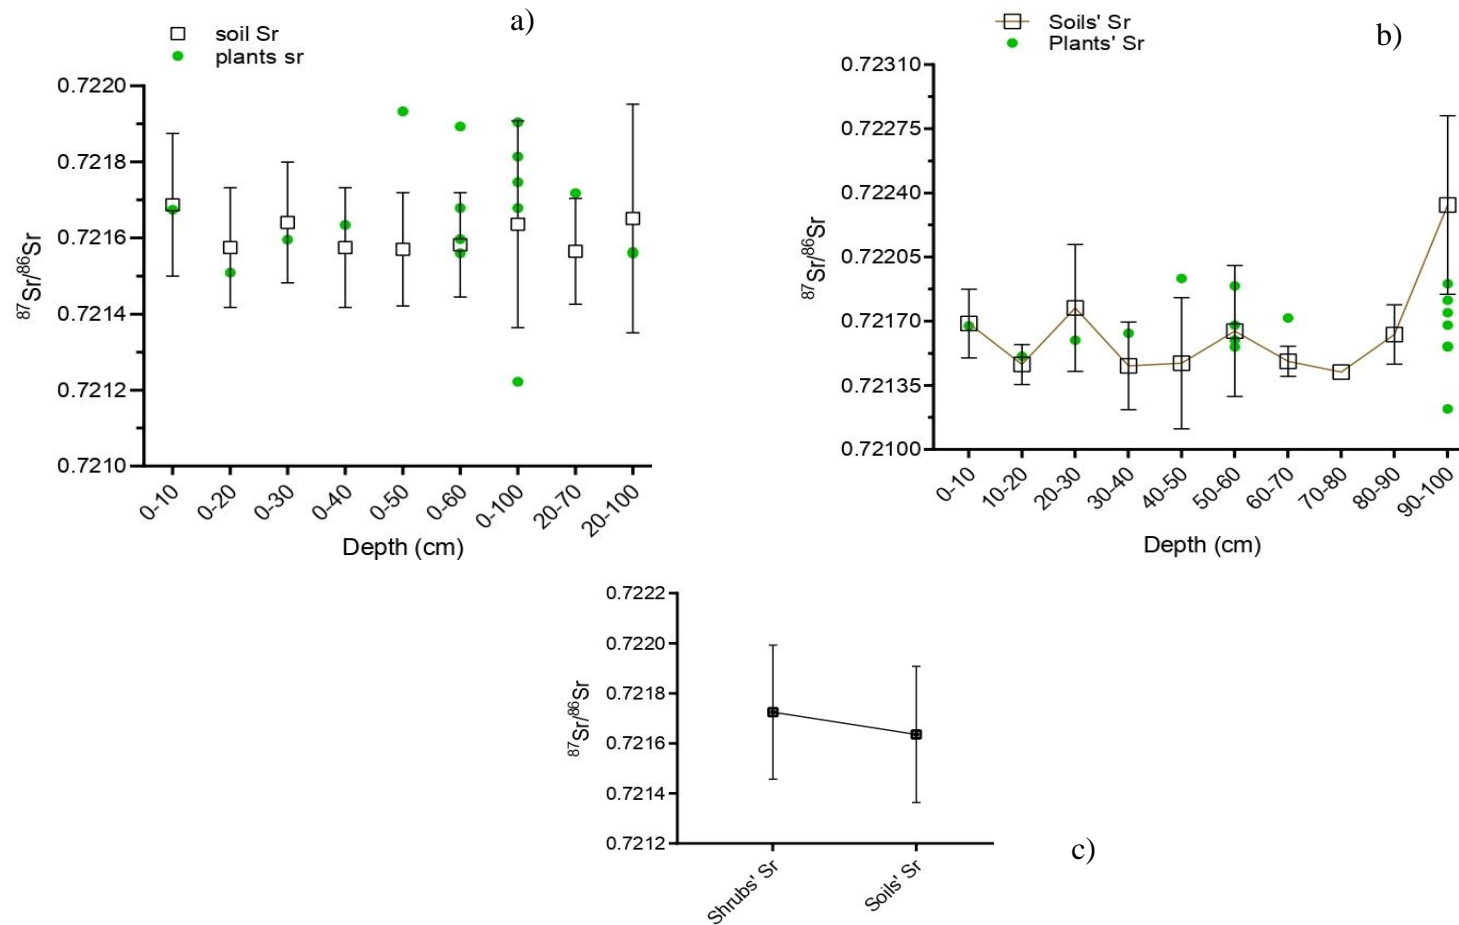 a)
soil Sr
plants sr
0.7220
0.7218
0.7216
0.7214
0.7212
0.7210
87Sr/86Sr
0-10
0-20
0-30
0-40
0-50
0-60
0-100
20-70
20-100
Depth (cm)
b)
Soils' Sr
Plants' Sr
0.72310
0.72275
0.72240
0.72205
0.72170
0.72135
0.72100
87Sr/86Sr
0-10
10-20
20-30
30-40
40-50
50-60
60-70
70-80
80-90
90-100
Depth (cm)
0.7222
0.7220
0.7218
0.7216
0.7214
0.7212
87Sr/86Sr
Shrubs' Sr
Soils' Sr
c)